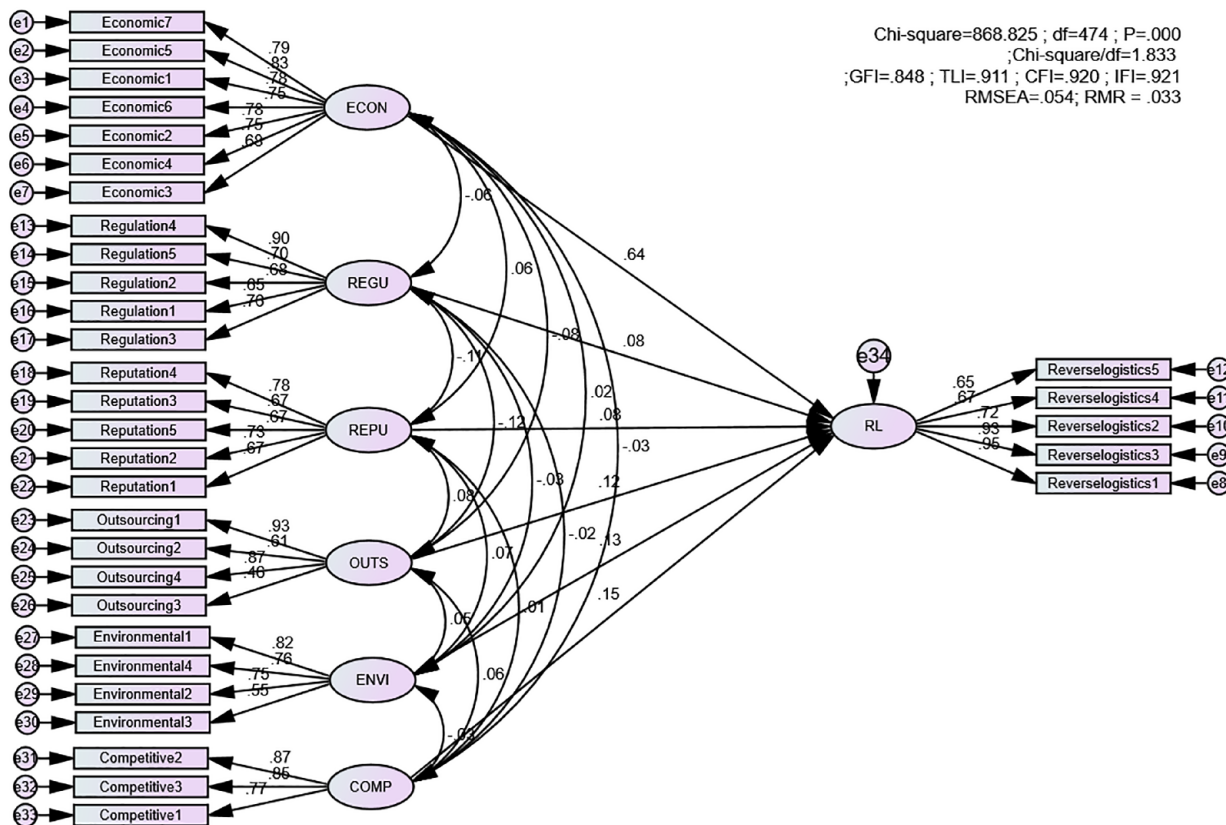 Chi-square=868.825 ; df=474 ; P=.000
;Chi-square/df=1.833
;GFI=.848 ; TLI=.911 ; CFI=.920 ; IFI=.921
RMSEA=.054; RMR = .033
e1 Economic7
e2 Economic5
e3 Economic1
e4 Economic6
e5 Economic2
e6 Economic4
e7 Economic3
.79
.83
.78
.75
.78
.75
.68
ECON
e13 Regulation4
e14 Regulation5
e15 Regulation2
e16 Regulation1
e17 Regulation3
.90
.70
.68
.65
.70
REGU
e18 Reputation4
e19 Reputation3
e20 Reputation5
e21 Reputation2
e22 Reputation1
.78
.67
.67
.73
.67
REPU
e23 Outsourcing1
e24 Outsourcing2
e25 Outsourcing4
e26 Outsourcing3
.93
.61
.87
.46
OUTS
e27 Environmental1
e28 Environmental4
e29 Environmental2
e30 Environmental3
.82
.76
.75
.55
ENVI
e31 Competitive2
e32 Competitive3
e33 Competitive1
.87
.85
.77
COMP
-.06
.06
-.08
.02
-.03
-.11
-.12
-.03
-.02
.08
.07
.01
.05
.06
-.03
.64
.08
.08
.12
.13
.15
e34
RL
.65
.67
.72
.93
.95
Reverselogistics5 e12
Reverselogistics4 e11
Reverselogistics2 e10
Reverselogistics3 e9
Reverselogistics1 e8